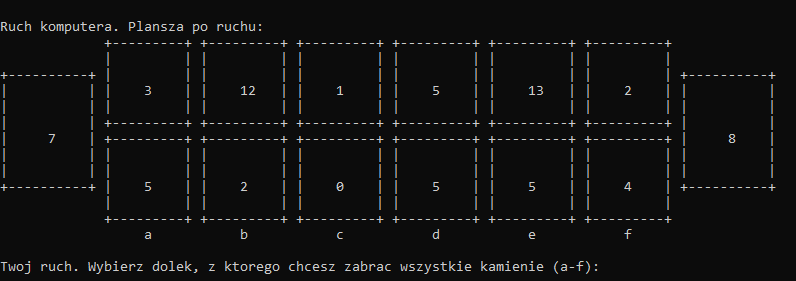 Ruch komputera. Plansza po ruchu:
3 12 1 5 13 2
7 8
5 2 0 5 5 4
a b c d e f
Twoj ruch. Wybierz dolek, z ktorego chcesz zabrac wszystkie kamienie (a-f):